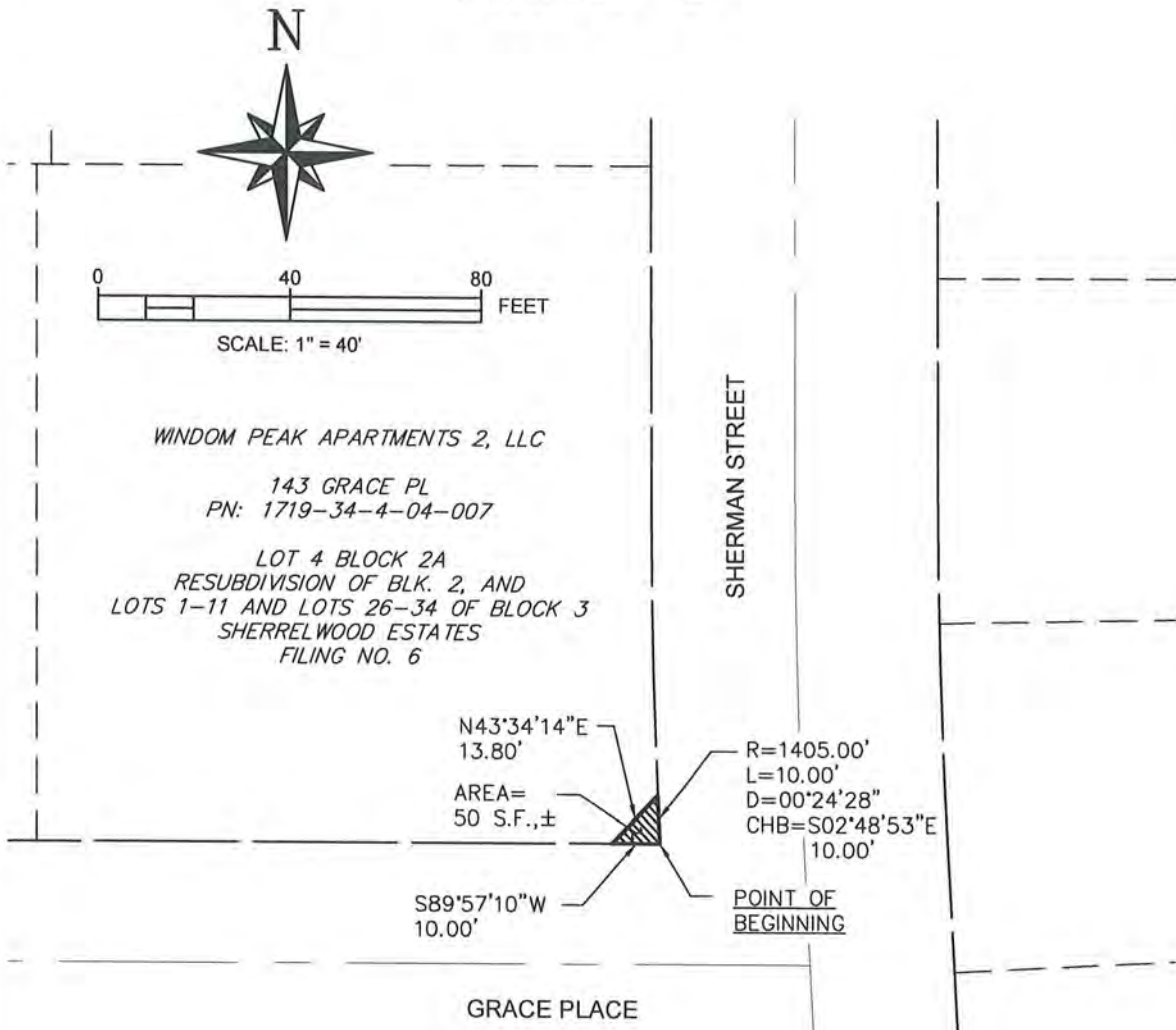 N
0 40 80
FEET
SCALE: 1" = 40'
WINDOM PEAK APARTMENTS 2, LLC
143 GRACE PL
PN: 1719-34-4-04-007
LOT 4 BLOCK 2A
RESUBDIVISION OF BLK. 2, AND
LOTS 1-11 AND LOTS 26-34 OF BLOCK 3
SHERRELWOOD ESTATES
FILING NO. 6
SHERMAN STREET
N43°34'14"E
13.80'
AREA=
50 S.F.,±
S89°57'10"W
10.00'
R=1405.00'
L=10.00'
D=00°24'28"
CHB=S02°48'53"E
10.00'
POINT OF
BEGINNING
GRACE PLACE